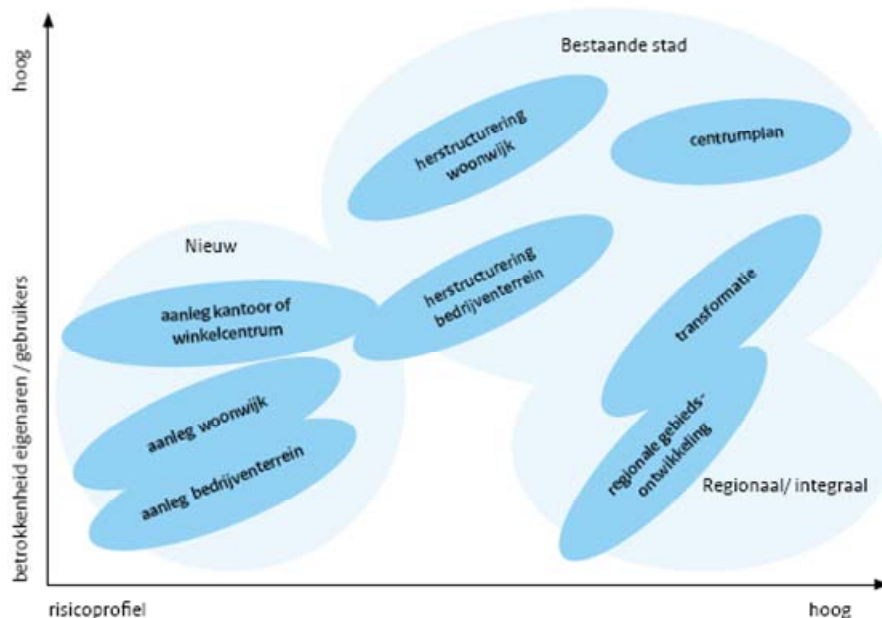 hoog
betrokkenheid eigenaren / gebruikers
Bestaande stad
herstructurering
woonwijk
centrumplan
Nieuw
aanleg kantoor of
winkelcentrum
herstructurering
bedrijventerrein
transformatie
aanleg woonwijk
aanleg bedrijventerrein
regionale gebieds-
ontwikkeling
Regionaal/ integraal
risicoprofiel
hoog